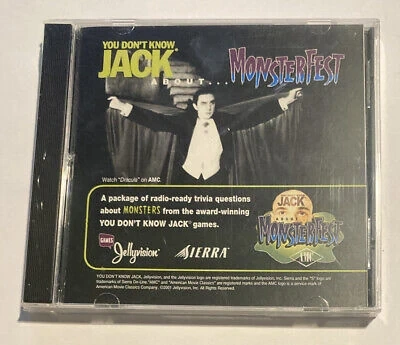 YOU DON'T KNOW
JACK
ABOUT...
MONSTERFEST
Watch "Dracula" on AMC.
A package of radio-ready trivia questions
about MONSTERS from the award-winning
YOU DON'T KNOW JACK games.
JACK
ABOUT
MONSTERFEST
GAMES
Jellyvision
SIERRA
YOU DON'T KNOW JACK, Jellyvision, and the Jellyvision logo are registered trademarks of Jellyvision, Inc. Sierra and the "S" logo are
trademarks of Sierra On-Line. "AMC" and "American Movie Classics" are registered marks and the AMC logo is a service mark of
American Movie Classics Company. ©2001 Jellyvision, Inc. All Rights Reserved.